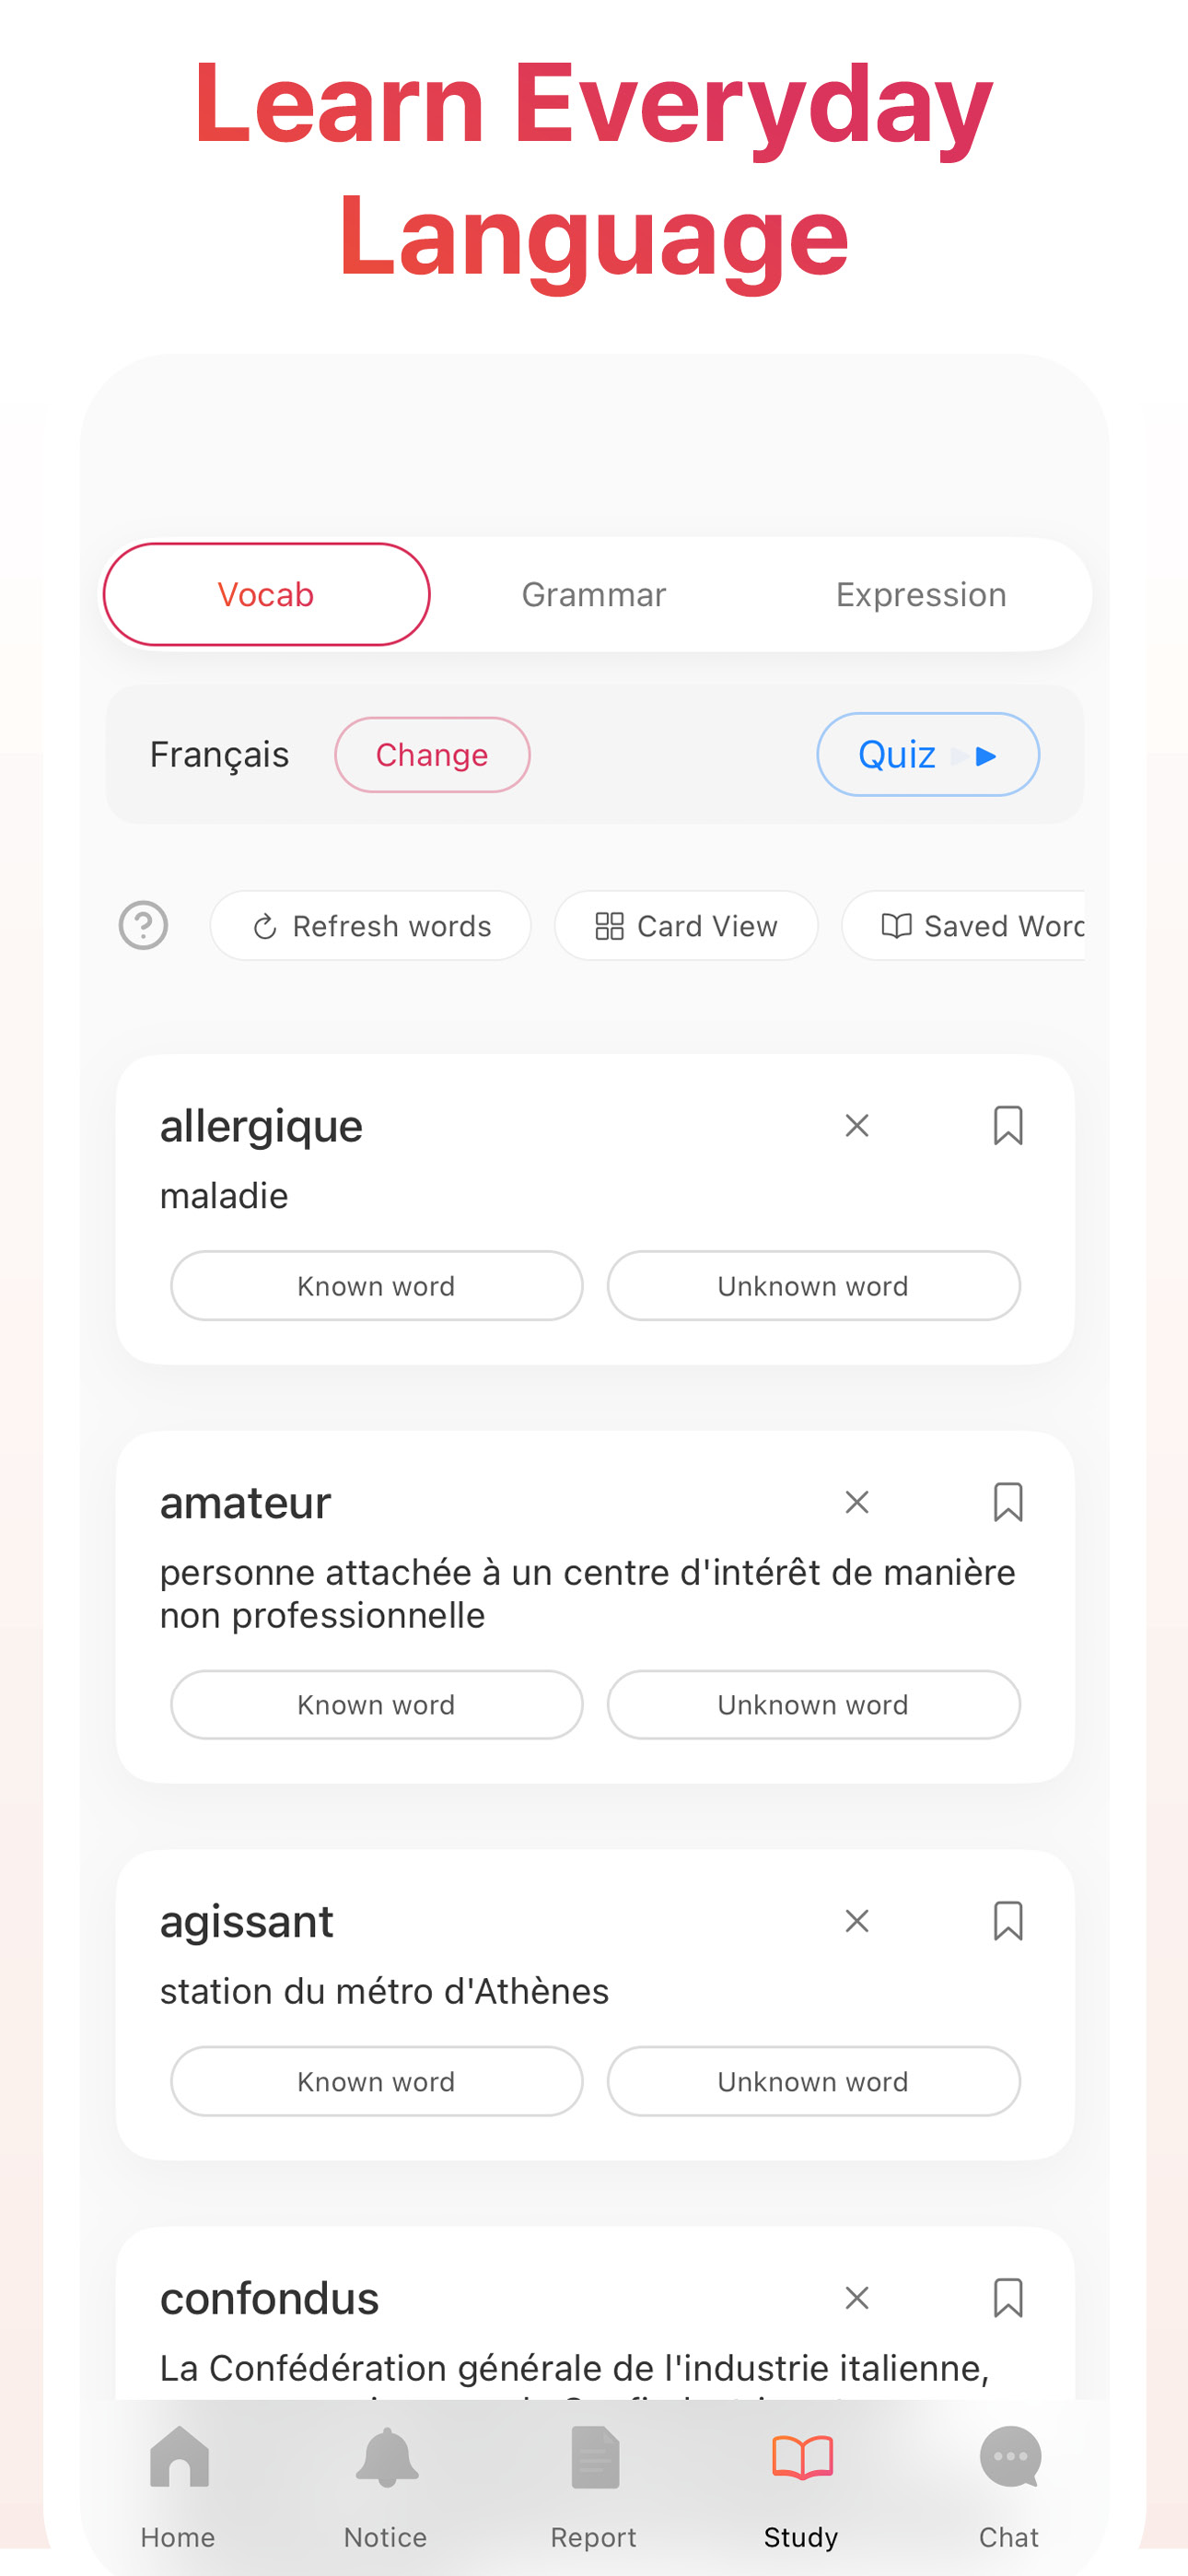 Learn Everyday
Language
Vocab
Grammar
Expression
Français
Change
Quiz
Refresh words
Card View
Saved Word
allergique
maladie
Known word
Unknown word
amateur
personne attachée à un centre d'intérêt de manière
non professionnelle
Known word
Unknown word
agissant
station du métro d'Athènes
Known word
Unknown word
confondus
La Confédération générale de l'industrie italienne,
Home
Notice
Report
Study
Chat